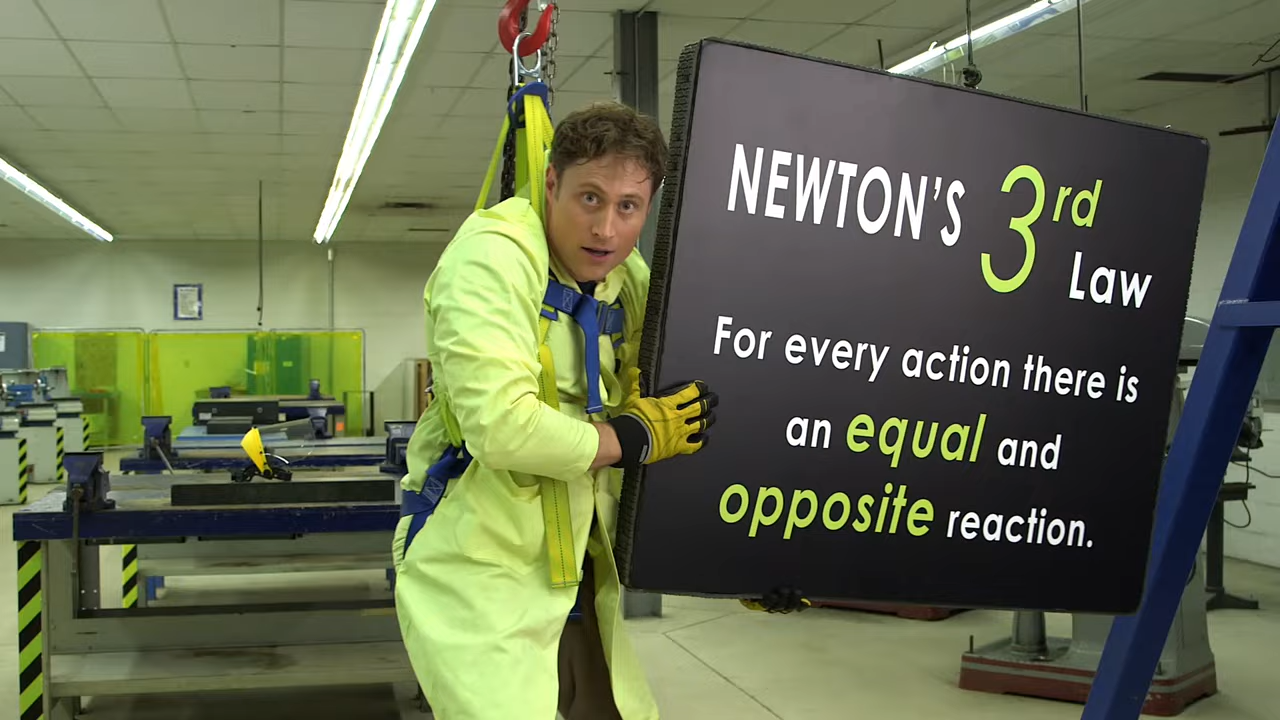 NEWTON'S 3rd
Law
For every action there is
an equal and
opposite reaction.